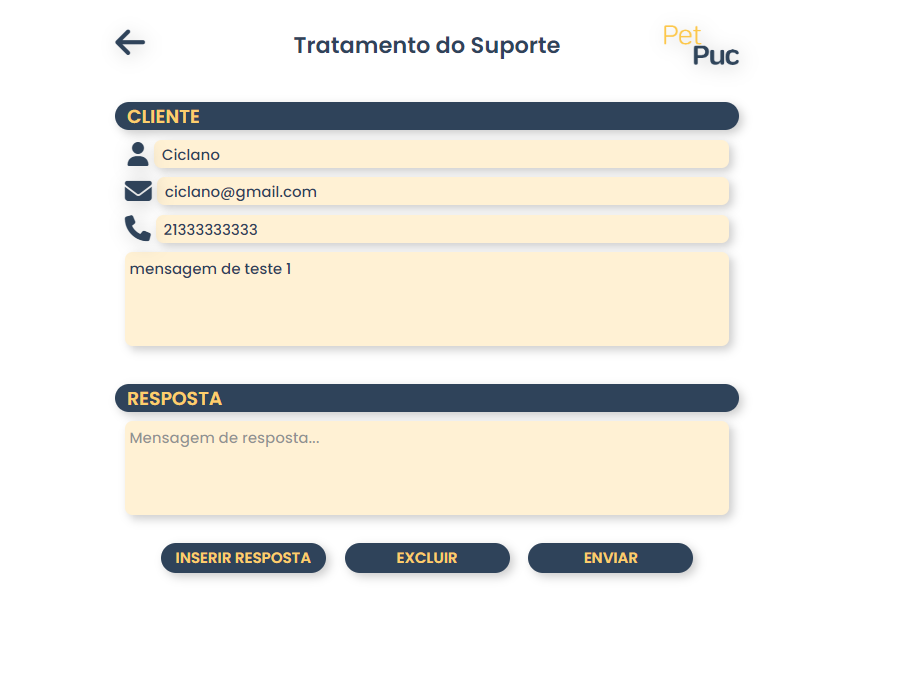 Tratamento do Suporte
Pet
Puc
CLIENTE
Ciclano
ciclano@gmail.com
21333333333
mensagem de teste 1
RESPOSTA
Mensagem de resposta...
INSERIR RESPOSTA
EXCLUIR
ENVIAR